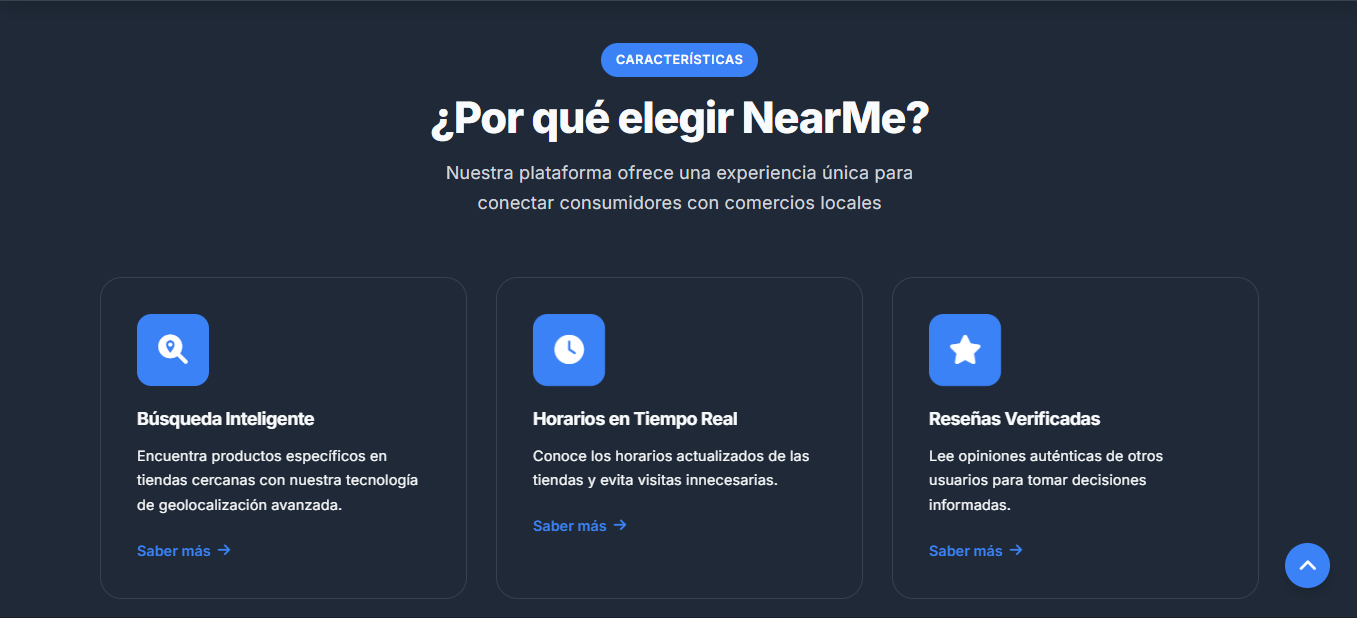 CARACTERÍSTICAS
¿Por qué elegir NearMe?
Nuestra plataforma ofrece una experiencia única para
conectar consumidores con comercios locales
Búsqueda Inteligente
Encuentra productos específicos en
tiendas cercanas con nuestra tecnología
de geolocalización avanzada.
Saber más
Horarios en Tiempo Real
Conoce los horarios actualizados de las
tiendas y evita visitas innecesarias.
Saber más
Reseñas Verificadas
Lee opiniones auténticas de otros
usuarios para tomar decisiones
informadas.
Saber más